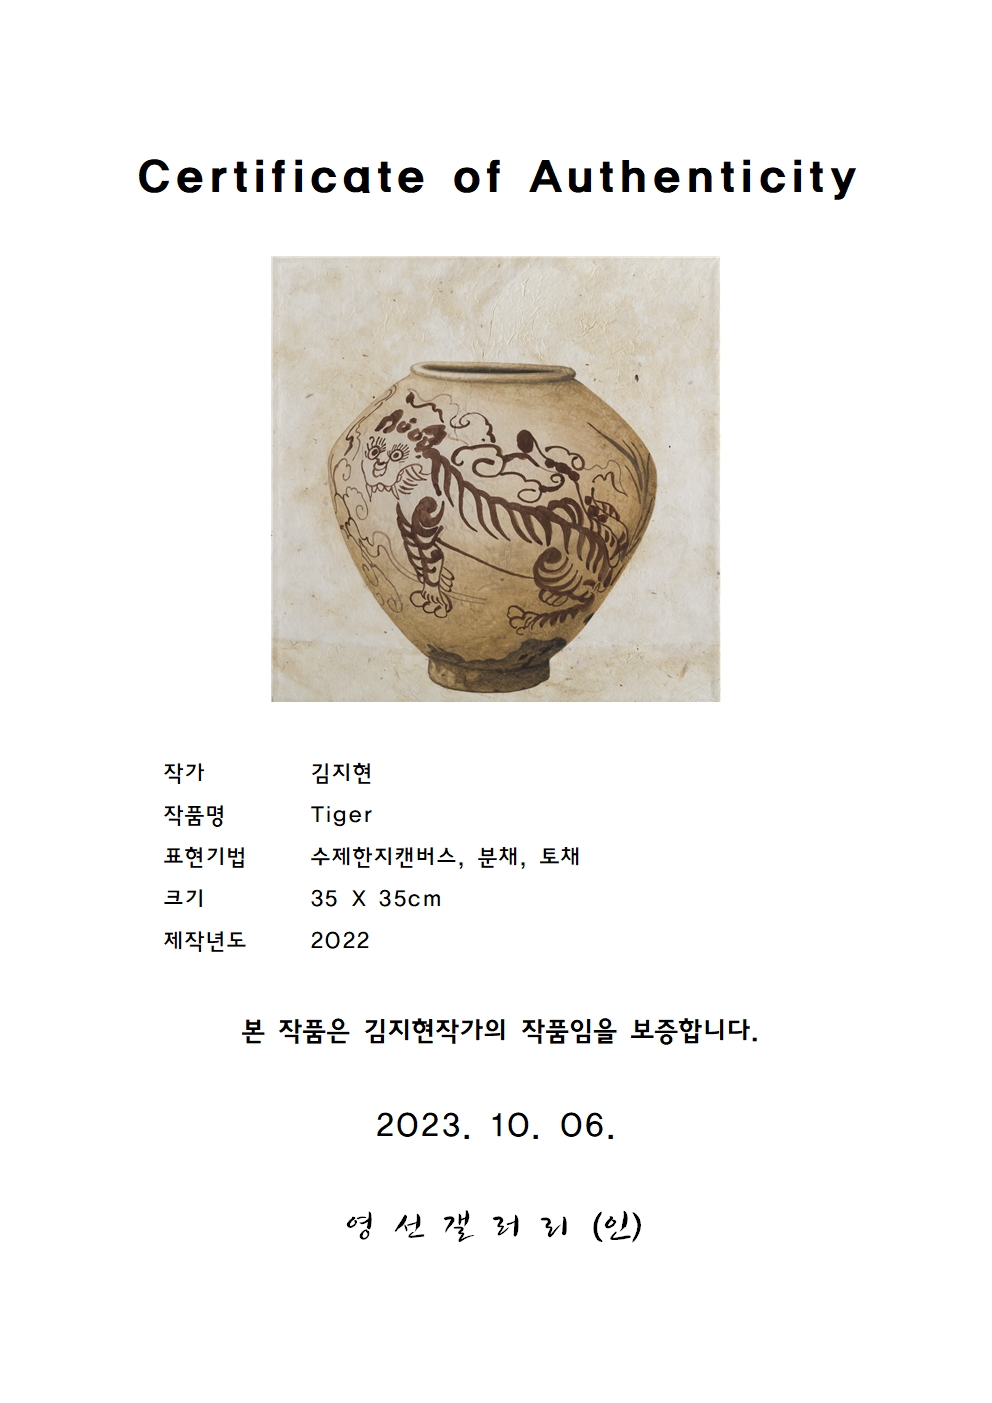 Certificate of Authenticity
작가 김지현
작품명 Tiger
표현기법 수제한지캔버스, 분채, 토채
크기 35 X 35cm
제작년도 2022
본 작품은 김지현작가의 작품임을 보증합니다.
2023. 10. 06.
영 선 갤 러 리 (인)